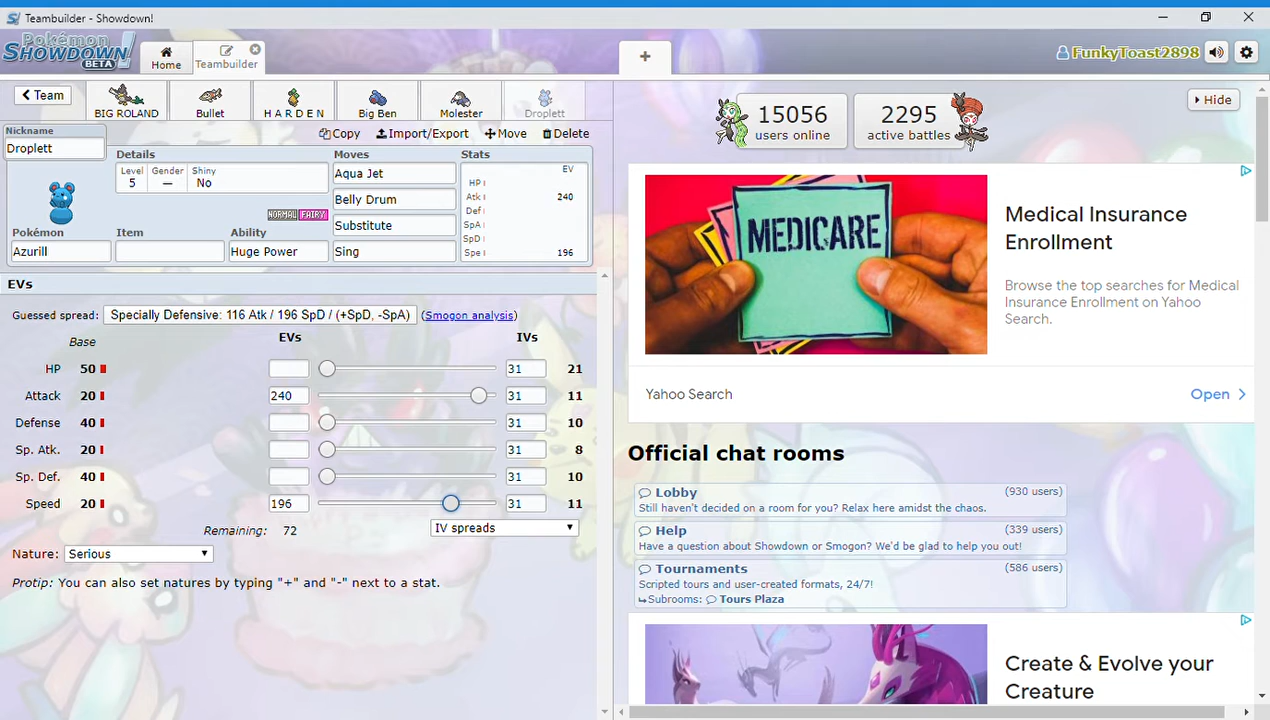 Teambuilder - Showdown!
Pokémon
SHOWDOWN!
BETA
Home
Teambuilder
+
FunkyToast2898
Team
BIG ROLAND
Bullet
H A R D E N
Big Ben
Molester
Droplett
Nickname
Droplett
Copy
Import/Export
Move
Delete
Details
Level
5
Gender
—
Shiny
No
NORMAL FAIRY
Pokémon
Azurill
Item
Ability
Huge Power
Moves
Aqua Jet
Belly Drum
Substitute
Sing
Stats
EV
HP
Atk 240
Def
SpA
SpD
Spe 196
EVs
Guessed spread: Specially Defensive: 116 Atk / 196 SpD / (+SpD, -SpA) (Smogon analysis)
Base EVs IVs
HP 50 31 21
Attack 20 240 31 11
Defense 40 31 10
Sp. Atk. 20 31 8
Sp. Def. 40 31 10
Speed 20 196 31 11
Remaining: 72
IV spreads
Nature: Serious
Protip: You can also set natures by typing "+" and "-" next to a stat.
Hide
15056
users online
2295
active battles
MEDICARE
Medical Insurance
Enrollment
Browse the top searches for Medical
Insurance Enrollment on Yahoo
Search.
Yahoo Search
Open
Official chat rooms
Lobby (930 users)
Still haven't decided on a room for you? Relax here amidst the chaos.
Help (339 users)
Have a question about Showdown or Smogon? We'd be glad to help you out!
Tournaments (586 users)
Scripted tours and user-created formats, 24/7!
Subrooms: Tours Plaza
Create & Evolve your
Creature